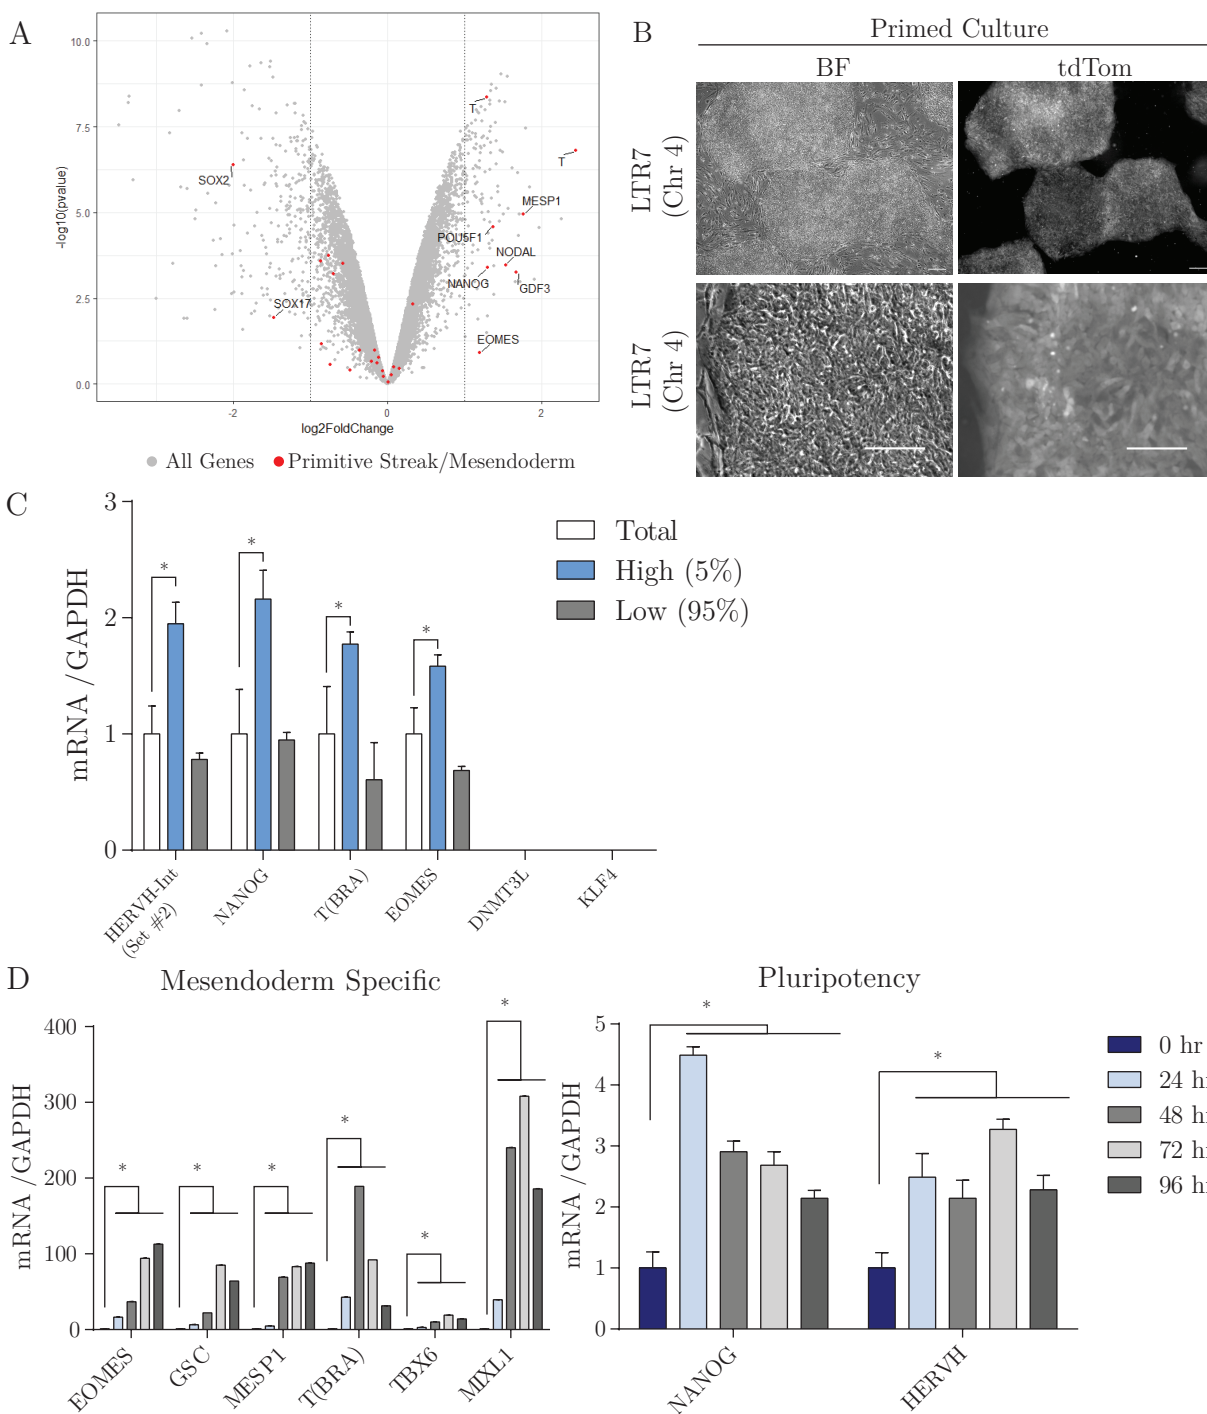 A
10.0
7.5
5.0
2.5
0.0
-log10(pvalue)
-2
0
2
log2FoldChange
T
T
SOX2
MESP1
POU5F1
NODAL
NANOG
GDF3
SOX17
EOMES
All Genes
Primitive Streak/Mesendoderm
B
Primed Culture
BF
tdTom
LTR7
(Chr 4)
LTR7
(Chr 4)
C
3
2
1
0
mRNA /GAPDH
*
*
*
*
Total
High (5%)
Low (95%)
HERVH-Int
(Set #2)
NANOG
T(BRA)
EOMES
DNMT3L
KLF4
D
Mesendoderm Specific
400
300
200
100
0
mRNA /GAPDH
*
*
*
*
*
*
EOMES
GSC
MESP1
T(BRA)
TBX6
MIXL1
Pluripotency
5
4
3
2
1
0
mRNA /GAPDH
*
*
NANOG
HERVH
0 hr
24 h
48 h
72 h
96 h